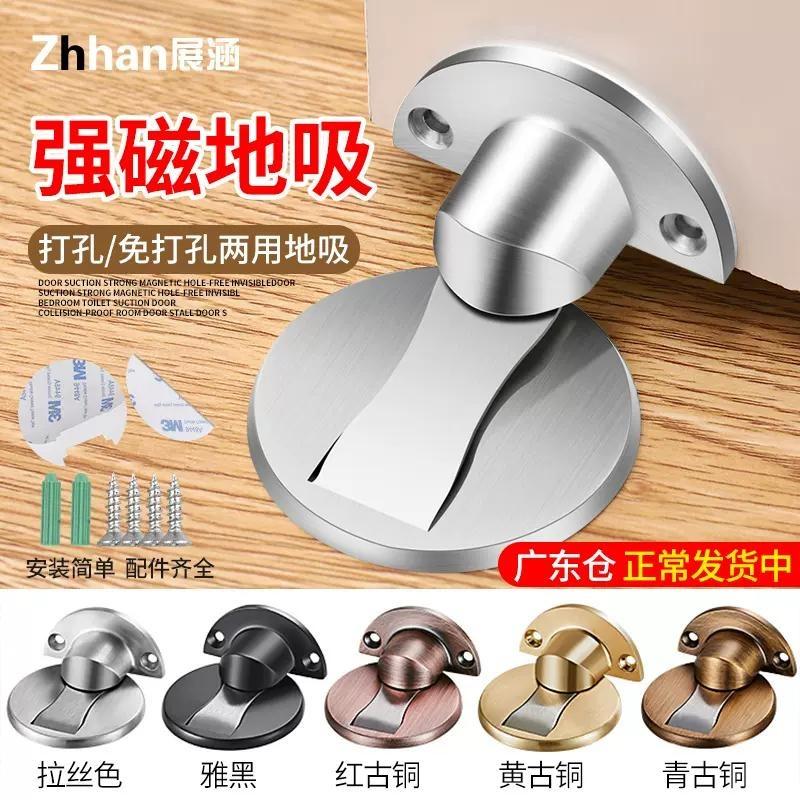 Zhhan展涵
强磁地吸
打孔/免打孔两用地吸
DOOR SUCTION STRONG MAGNETIC HOLE-FREE INVISIBLEDOOR
SUCTION STRONG MAGNETIC HOLE-FREE INVISIBL
BEDROOM TOILET SUCTION DOOR
COLLISION-PROOF ROOM DOOR STALL DOOR S
3M
3M
安装简单 配件齐全
广东仓 正常发货中
拉丝色 雅黑 红古铜 黄古铜 青古铜